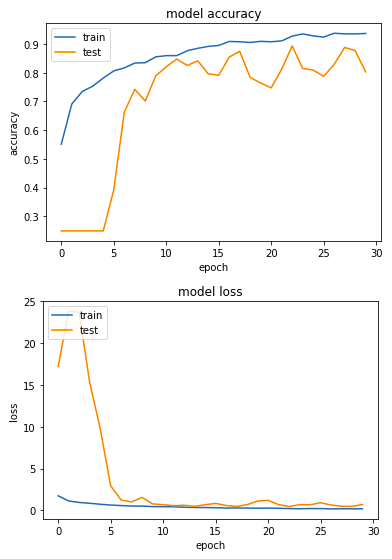 model accuracy
train
test
0.9
0.8
0.7
0.6
0.5
0.4
0.3
accuracy
0 5 10 15 20 25 30
epoch
model loss
train
test
25
20
15
10
5
0
loss
0 5 10 15 20 25 30
epoch